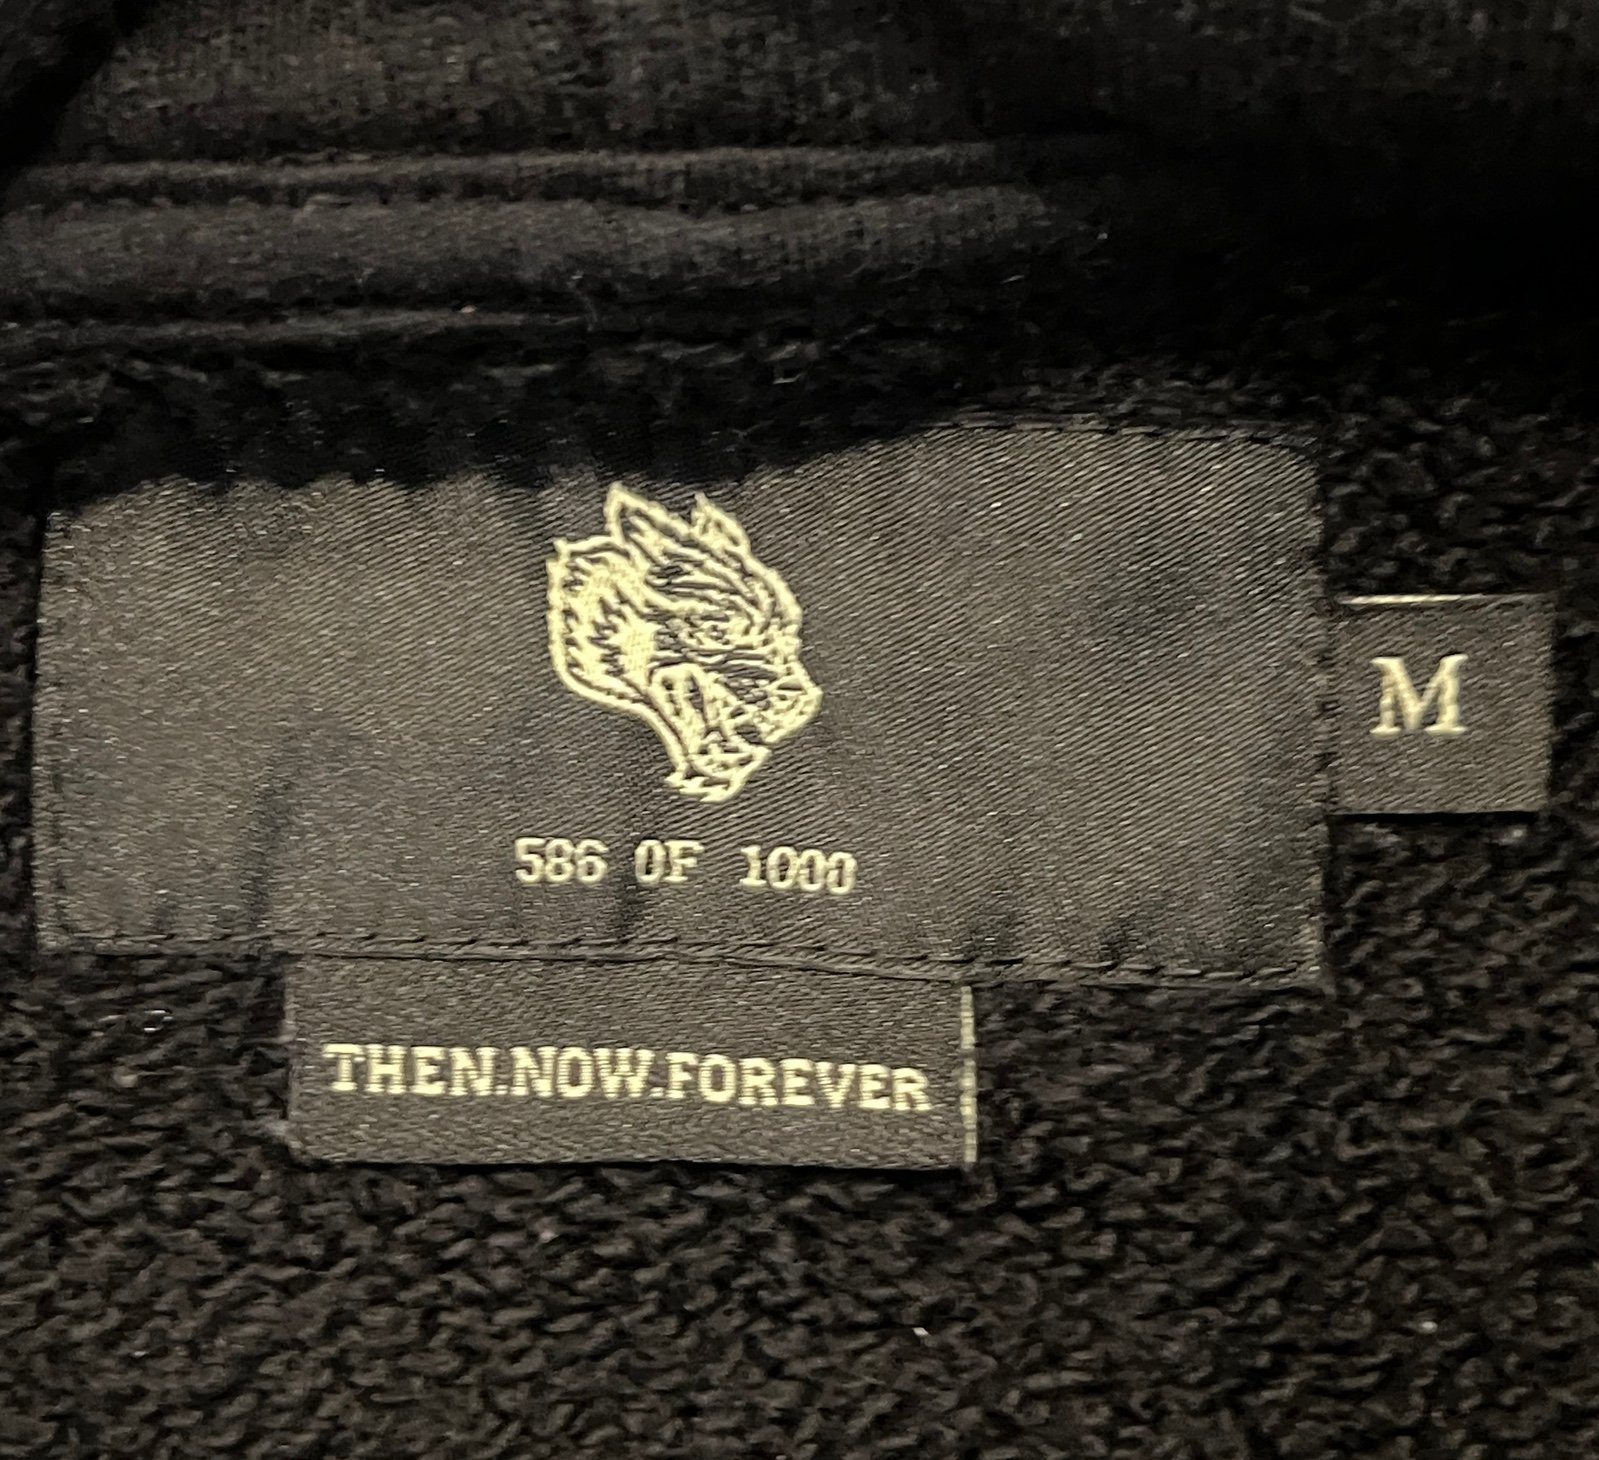 586 OF 1000
M
THEN.NOW.FOREVER